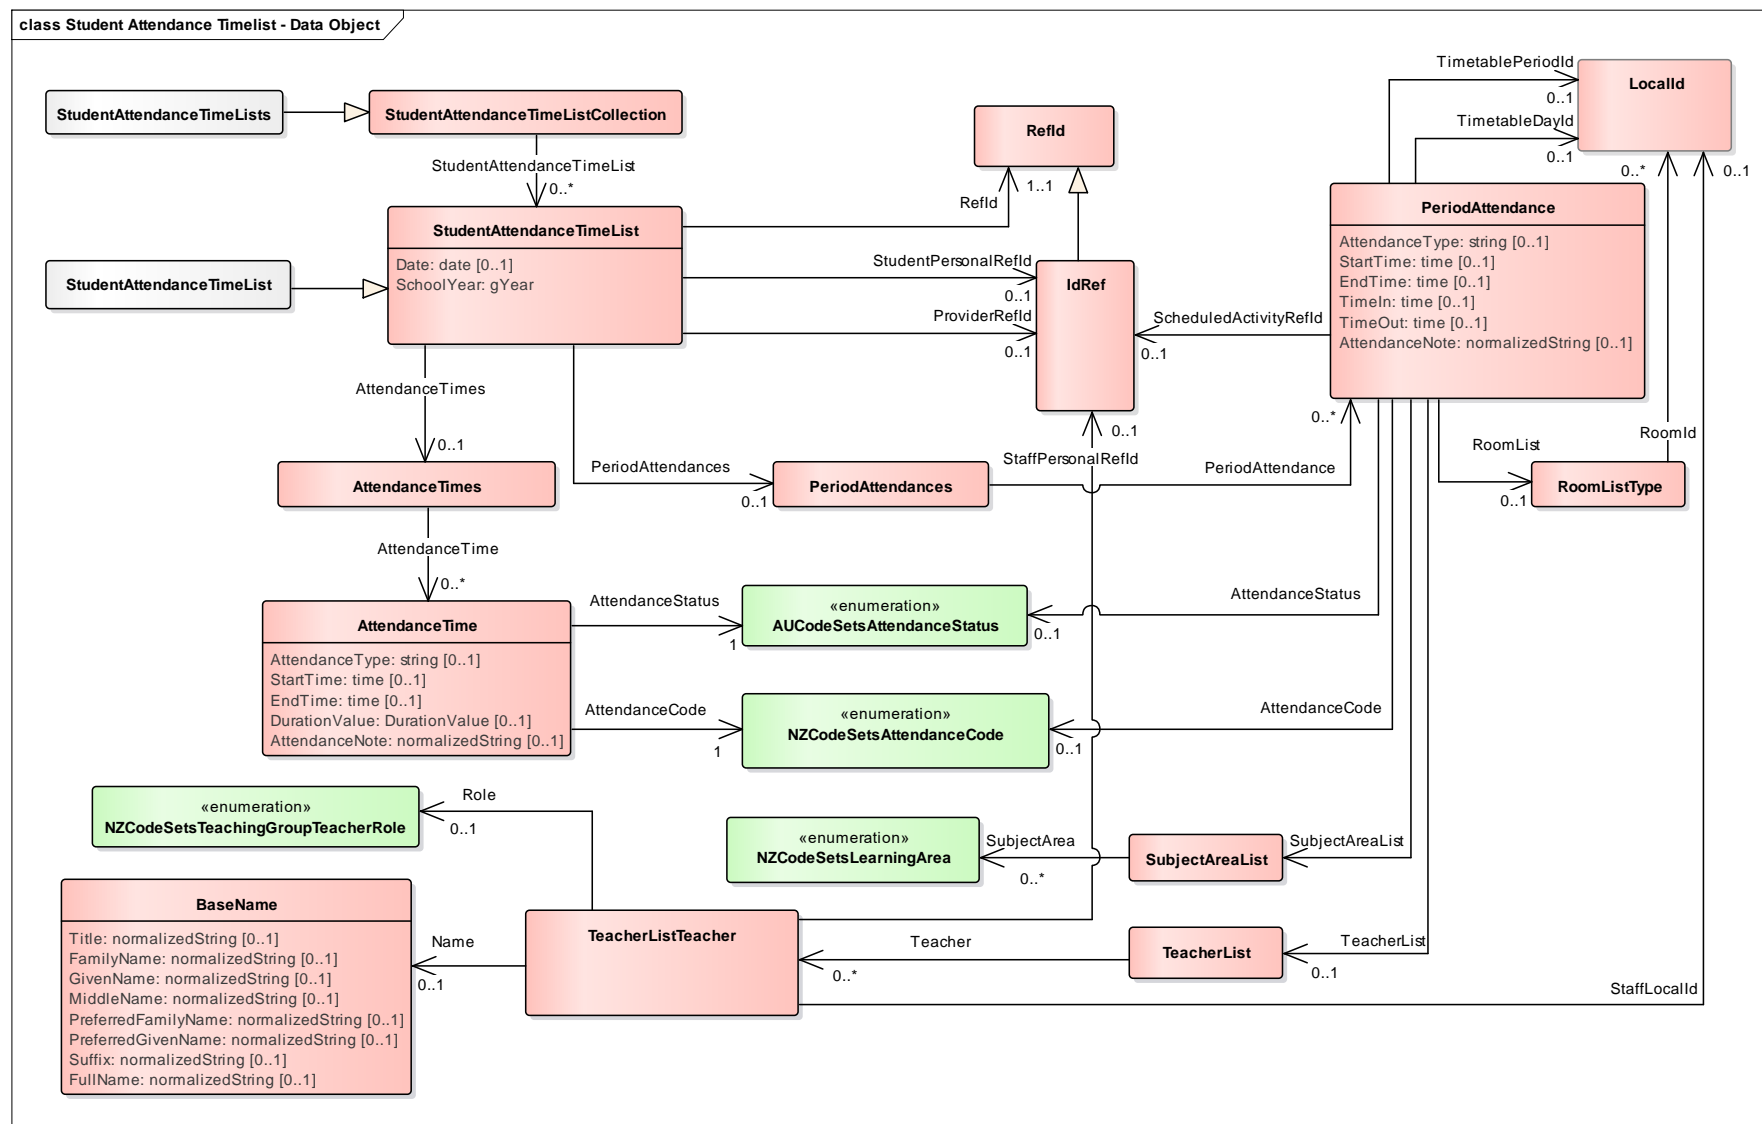 class Student Attendance Timelist - Data Object
StudentAttendanceTimeLists
StudentAttendanceTimeListCollection
StudentAttendanceTimeList
0..*
StudentAttendanceTimeList
Date: date [0..1]
SchoolYear: gYear
StudentAttendanceTimeList
RefId
1..1
RefId
StudentPersonalRefId
0..1
ProviderRefId
0..1
IdRef
ScheduledActivityRefId
0..1
TimetablePeriodId
0..1
TimetableDayId
0..1
LocalId
0..*
0..1
PeriodAttendance
AttendanceType: string [0..1]
StartTime: time [0..1]
EndTime: time [0..1]
TimeIn: time [0..1]
TimeOut: time [0..1]
AttendanceNote: normalizedString [0..1]
AttendanceTimes
0..1
AttendanceTimes
PeriodAttendances
0..1
PeriodAttendances
0..1
StaffPersonalRefId
PeriodAttendance
0..*
RoomList
0..1
RoomId
RoomListType
AttendanceTime
0..*
AttendanceTime
AttendanceType: string [0..1]
StartTime: time [0..1]
EndTime: time [0..1]
DurationValue: DurationValue [0..1]
AttendanceNote: normalizedString [0..1]
AttendanceStatus
1
«enumeration»
AUCodeSetsAttendanceStatus
AttendanceStatus
0..1
AttendanceCode
1
«enumeration»
NZCodeSetsAttendanceCode
AttendanceCode
0..1
«enumeration»
NZCodeSetsTeachingGroupTeacherRole
Role
0..1
«enumeration»
NZCodeSetsLearningArea
SubjectArea
0..*
SubjectAreaList
SubjectAreaList
BaseName
Title: normalizedString [0..1]
FamilyName: normalizedString [0..1]
GivenName: normalizedString [0..1]
MiddleName: normalizedString [0..1]
PreferredFamilyName: normalizedString [0..1]
PreferredGivenName: normalizedString [0..1]
Suffix: normalizedString [0..1]
FullName: normalizedString [0..1]
Name
0..1
TeacherListTeacher
Teacher
0..*
TeacherList
TeacherList
0..1
StaffLocalId